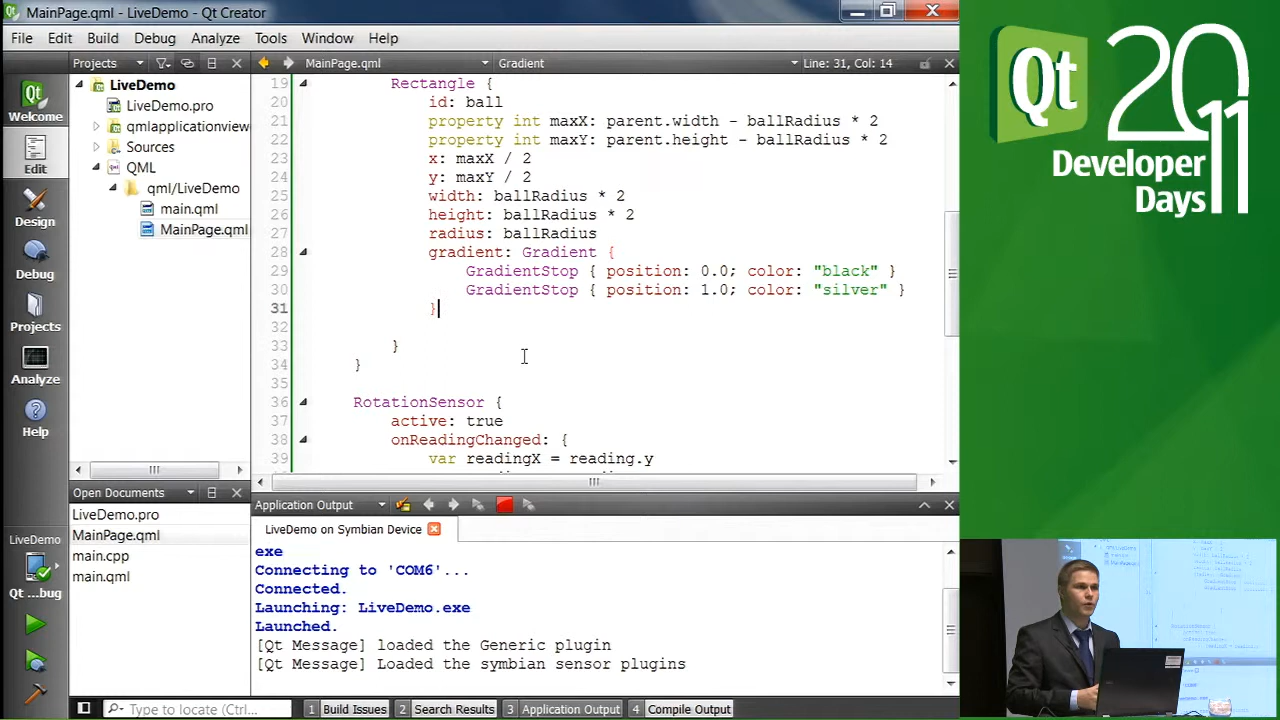 MainPage.qml - LiveDemo - Qt Creator
File Edit Build Debug Analyze Tools Window Help
Projects
MainPage.qml
Gradient
Line: 31, Col: 14
Qt
Welcome
Edit
Design
Debug
Projects
Analyze
Help
LiveDemo
Qt ...bug
LiveDemo
LiveDemo.pro
qmlapplicationview
Sources
QML
qml/LiveDemo
main.qml
MainPage.qml
Open Documents
LiveDemo.pro
MainPage.qml
main.cpp
main.qml
19 Rectangle {
20 id: ball
21 property int maxX: parent.width - ballRadius * 2
22 property int maxY: parent.height - ballRadius * 2
23 x: maxX / 2
24 y: maxY / 2
25 width: ballRadius * 2
26 height: ballRadius * 2
27 radius: ballRadius
28 gradient: Gradient {
29 GradientStop { position: 0.0; color: "black" }
30 GradientStop { position: 1.0; color: "silver" }
31 }
32
33 }
34 }
35
36 RotationSensor {
37 active: true
38 onReadingChanged: {
39 var readingX = reading.y
Application Output
LiveDemo on Symbian Device
exe
Connecting to 'COM6'...
Connected.
Launching: LiveDemo.exe
Launched.
[Qt Message] loaded the Generic plugin
[Qt Message] Loaded the symbian sensor plugins
Type to locate (Ctrl...
1 Build Issues 2 Search Results 3 Application Output 4 Compile Output
Qt 2011
Developer
Days